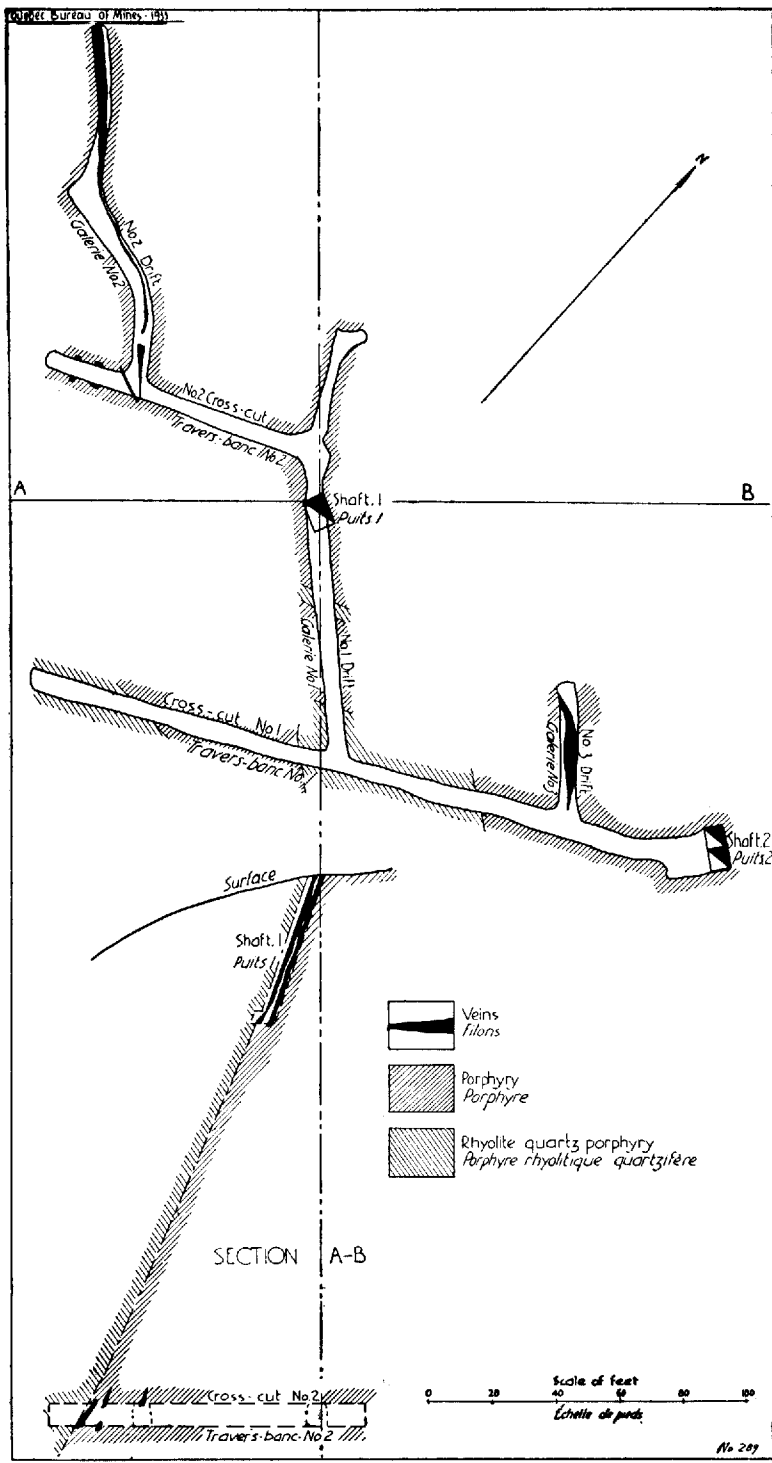 Quebec Bureau of Mines - 1933
N
No.2 Drift
Galerie No.2
No.2 Cross-cut
Travers-banc No.2
A
B
Shaft.1
Puits 1
Galerie No.1
No.1 Drift
Cross-cut No.1
Travers-banc No.1
Galerie No.3
No.3 Drift
Shaft.2
Puits.2
Surface
Shaft.1
Puits 1
Veins
Filons
Porphyry
Porphyre
Rhyolite quartz porphyry
Porphyre rhyolitique quartzifère
SECTION A-B
Cross-cut No.2
Travers-banc No.2
Scale of feet
0 20 40 60 80 100
Échelle de pieds
No 289